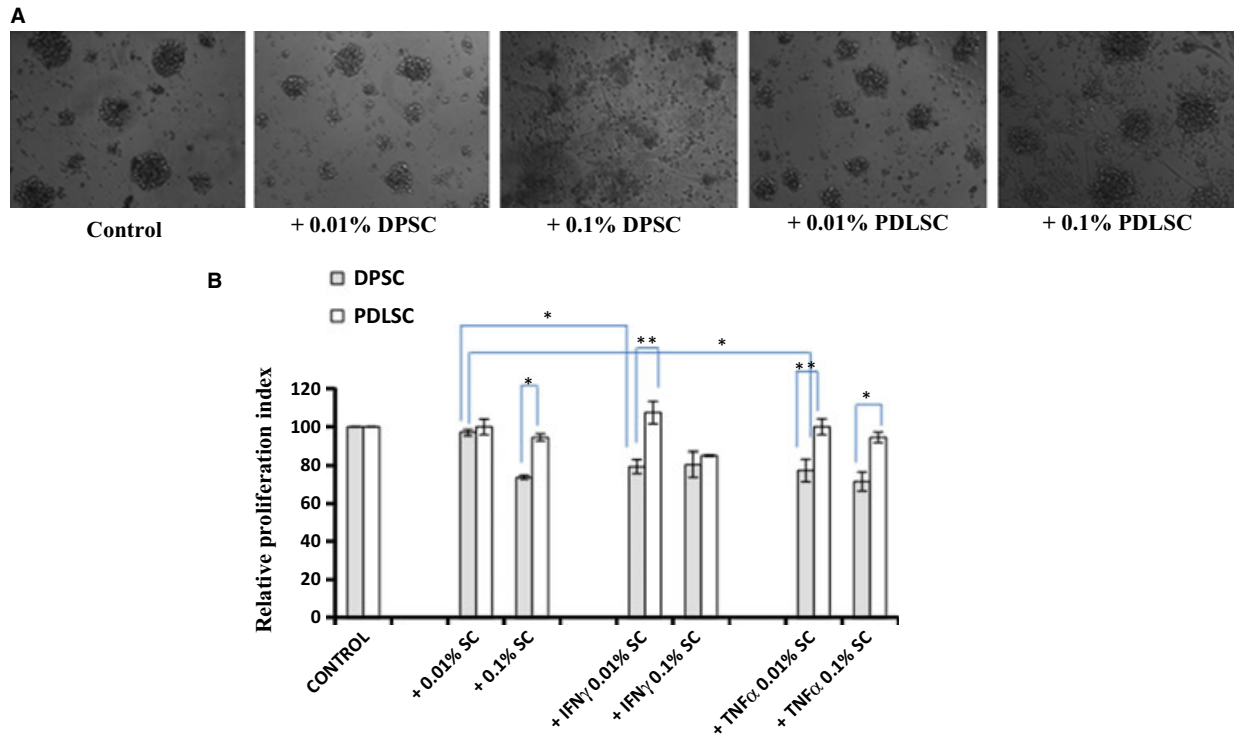 A
Control
+ 0.01% DPSC
+ 0.1% DPSC
+ 0.01% PDLSC
+ 0.1% PDLSC
B
DPSC
PDLSC
*
*
**
**
*
*
Relative proliferation index
120
100
80
60
40
20
0
CONTROL
+ 0.01% SC
+ 0.1% SC
+ IFNγ 0.01% SC
+ IFNγ 0.1% SC
+ TNFα 0.01% SC
+ TNFα 0.1% SC